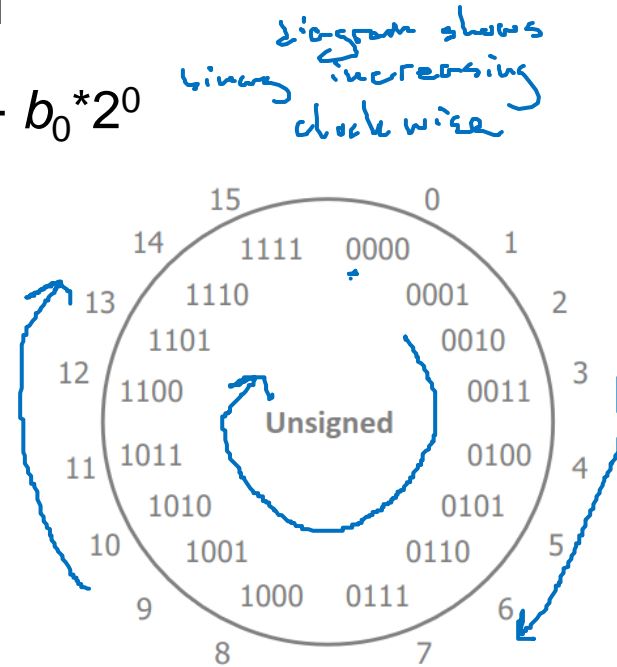 diagram shows
binary increasing
clockwise
- b₀*2⁰
15 0
14 1111 0000 1
13 1110 0001 2
1101 0010
12 1100 0011 3
Unsigned
11 1011 0100 4
1010 0101
10 1001 0110 5
9 1000 0111 6
8 7